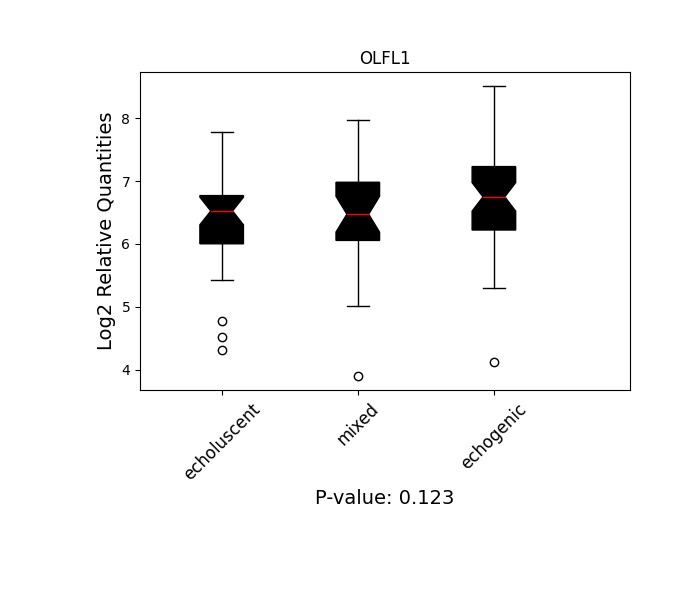 OLFL1
Log2 Relative Quantities
8
7
6
5
4
echoluscent
mixed
echogenic
P-value: 0.123